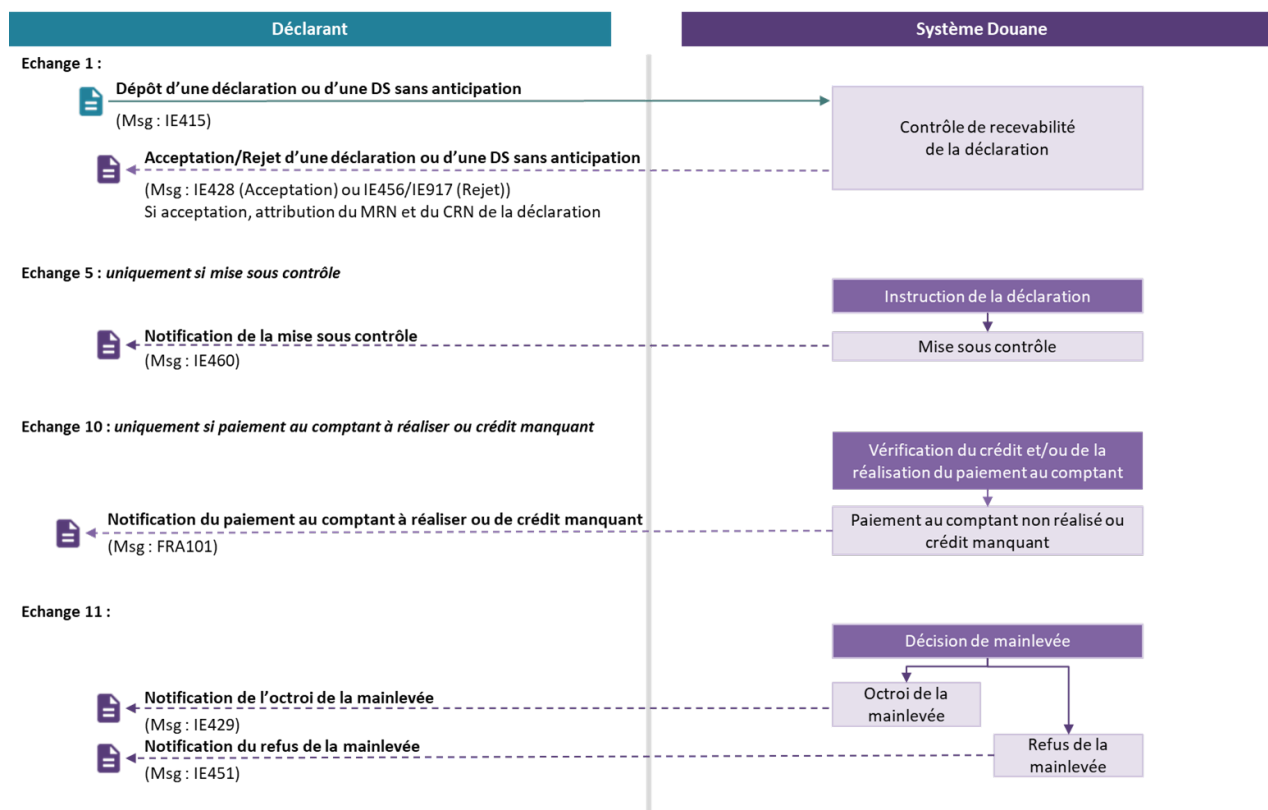 Déclarant
Système Douane
Echange 1 :
Dépôt d'une déclaration ou d'une DS sans anticipation
(Msg : IE415)
Contrôle de recevabilité
de la déclaration
Acceptation/Rejet d'une déclaration ou d'une DS sans anticipation
(Msg : IE428 (Acceptation) ou IE456/IE917 (Rejet))
Si acceptation, attribution du MRN et du CRN de la déclaration
Echange 5 : uniquement si mise sous contrôle
Instruction de la déclaration
Notification de la mise sous contrôle
(Msg : IE460)
Mise sous contrôle
Echange 10 : uniquement si paiement au comptant à réaliser ou crédit manquant
Vérification du crédit et/ou de la
réalisation du paiement au comptant
Notification du paiement au comptant à réaliser ou de crédit manquant
(Msg : FRA101)
Paiement au comptant non réalisé ou
crédit manquant
Echange 11 :
Décision de mainlevée
Notification de l'octroi de la mainlevée
(Msg : IE429)
Octroi de la
mainlevée
Notification du refus de la mainlevée
(Msg : IE451)
Refus de la
mainlevée